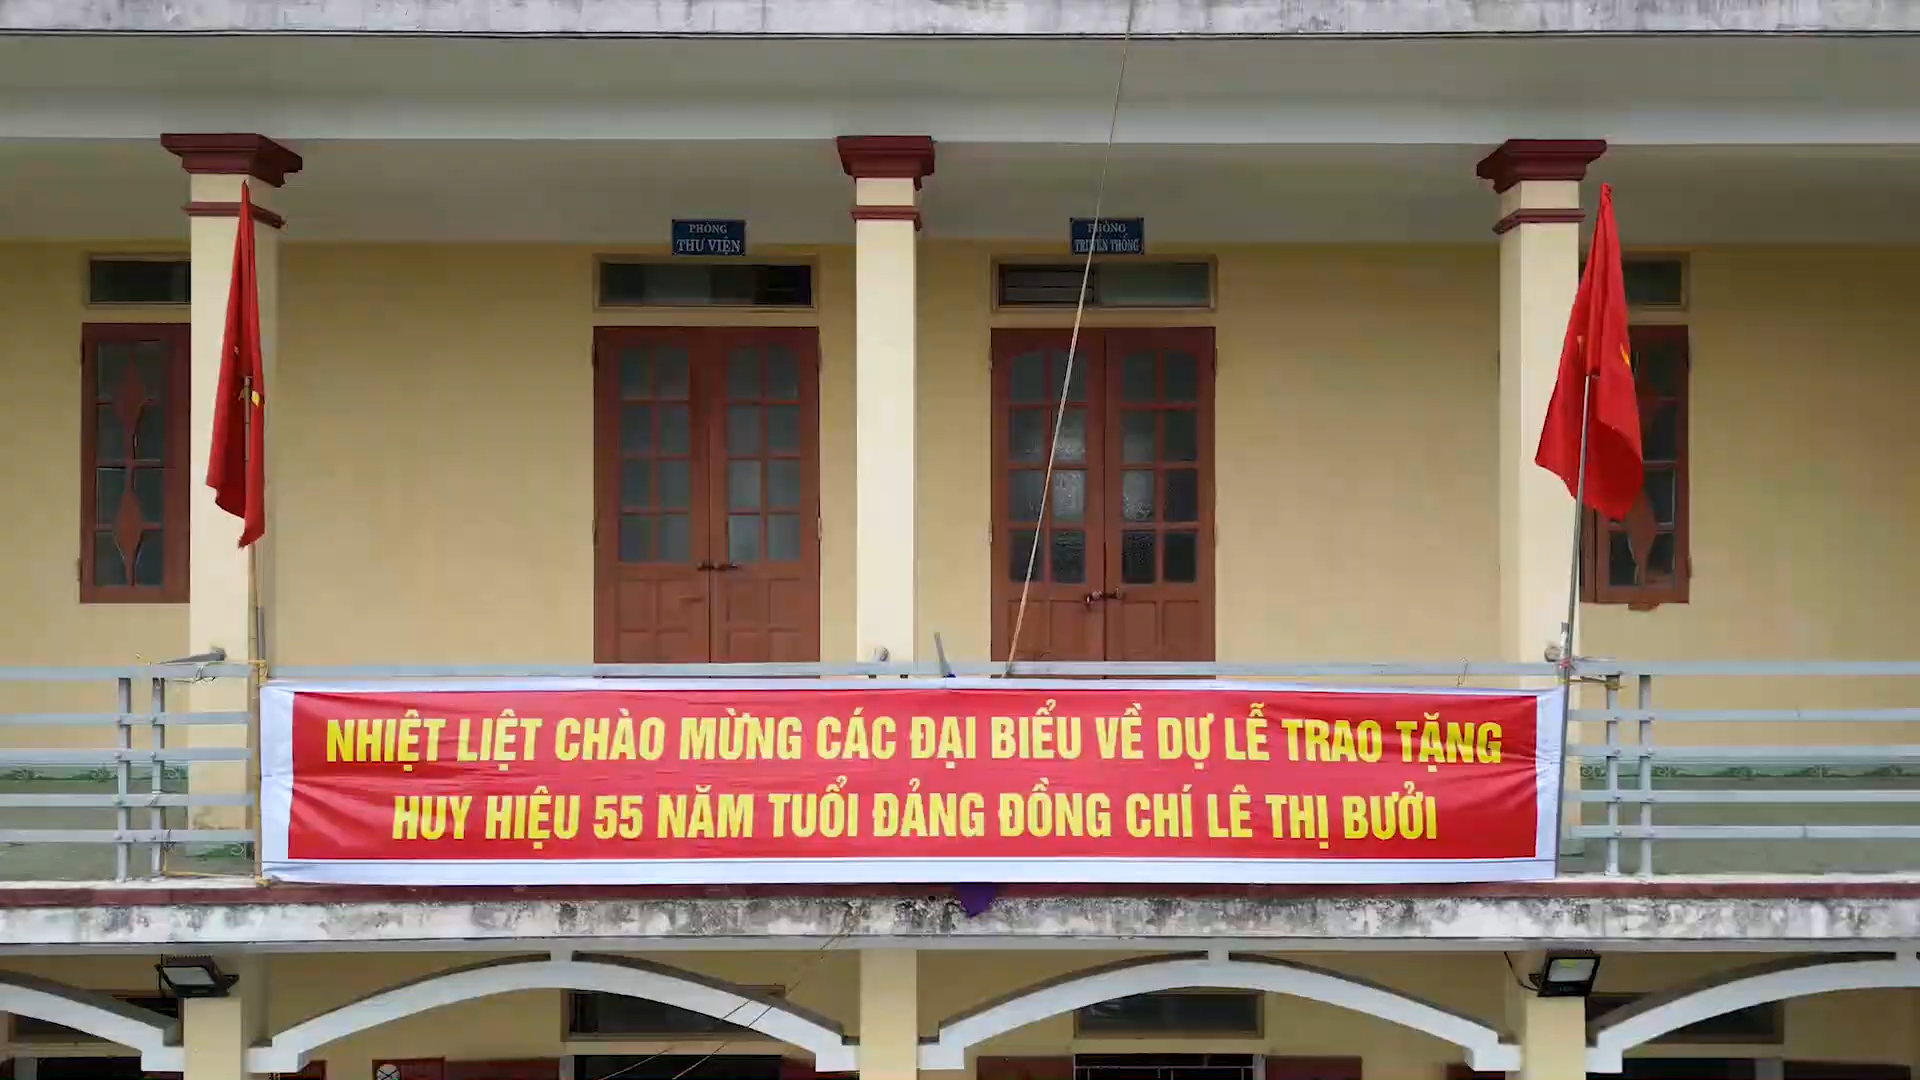 PHÒNG
THƯ VIỆN
PHÒNG
TRUYỀN THỐNG
NHIỆT LIỆT CHÀO MỪNG CÁC ĐẠI BIỂU VỀ DỰ LỄ TRAO TẶNG
HUY HIỆU 55 NĂM TUỔI ĐẢNG ĐỒNG CHÍ LÊ THỊ BƯỞI